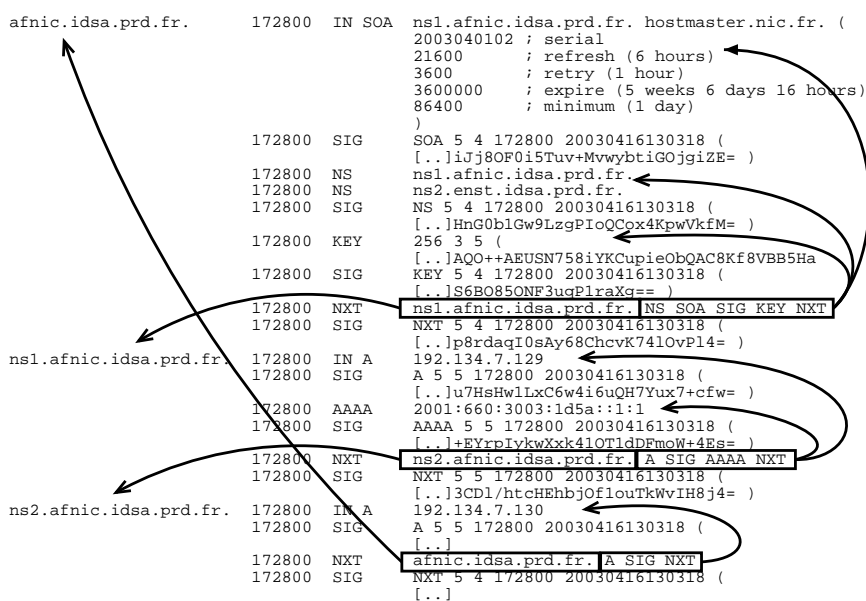 afnic.idsa.prd.fr. 172800 IN SOA ns1.afnic.idsa.prd.fr. hostmaster.nic.fr. (
2003040102 ; serial
21600 ; refresh (6 hours)
3600 ; retry (1 hour)
3600000 ; expire (5 weeks 6 days 16 hours)
86400 ; minimum (1 day)
)
172800 SIG SOA 5 4 172800 20030416130318 (
[..]iJj8OF0i5Tuv+MvwybtiGOjgiZE= )
172800 NS ns1.afnic.idsa.prd.fr.
172800 NS ns2.enst.idsa.prd.fr.
172800 SIG NS 5 4 172800 20030416130318 (
[..]HnG0blGw9LzgPIoQCox4KpwVkfM= )
172800 KEY 256 3 5 (
[..]AQO++AEUSN758iYKCupieObQAC8Kf8VBB5Ha
172800 SIG KEY 5 4 172800 20030416130318 (
[..]S6BO85ONF3uqPlraXg== )
172800 NXT ns1.afnic.idsa.prd.fr. NS SOA SIG KEY NXT
172800 SIG NXT 5 4 172800 20030416130318 (
[..]p8rdaqI0sAy68ChcvK74lOvPl4= )
ns1.afnic.idsa.prd.fr. 172800 IN A 192.134.7.129
172800 SIG A 5 5 172800 20030416130318 (
[..]u7HsHwlLxC6w4i6uQH7Yux7+cfw= )
172800 AAAA 2001:660:3003:1d5a::1:1
172800 SIG AAAA 5 5 172800 20030416130318 (
[..]+EYrpIykwXxk4lOT1dDFmoW+4Es= )
172800 NXT ns2.afnic.idsa.prd.fr. A SIG AAAA NXT
172800 SIG NXT 5 5 172800 20030416130318 (
[..]3CDl/htcHEhbjOf1ouTkWvIH8j4= )
ns2.afnic.idsa.prd.fr. 172800 IN A 192.134.7.130
172800 SIG A 5 5 172800 20030416130318 (
[..]
172800 NXT afnic.idsa.prd.fr. A SIG NXT
172800 SIG NXT 5 4 172800 20030416130318 (
[..]